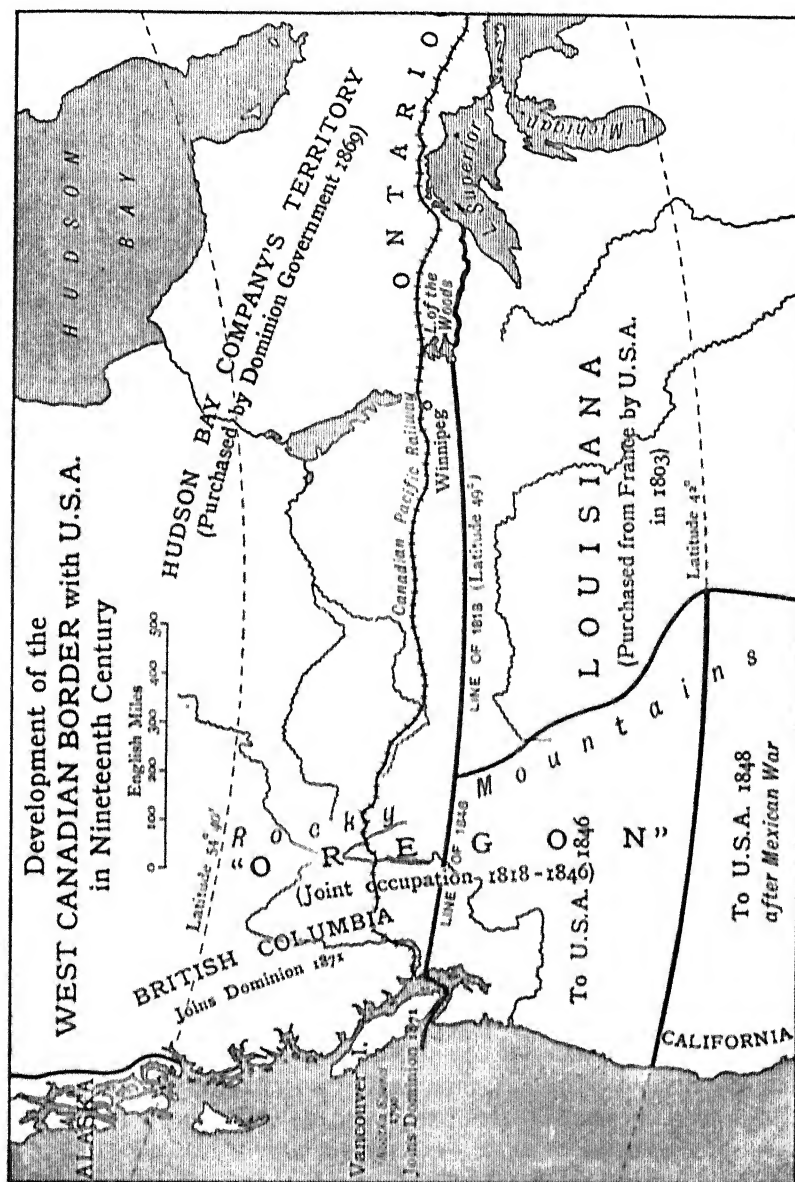 Development of the
WEST CANADIAN BORDER with U.S.A.
in Nineteenth Century
English Miles
0 100 200 300 400 500
HUDSON
BAY
HUDSON BAY COMPANY'S TERRITORY
(Purchased by Dominion Government 1869)
ALASKA
Latitude 54° 40'
BRITISH COLUMBIA
Joins Dominion 1871
Rocky
Mountains
"OREGON"
(Joint occupation 1818-1846)
Canadian Pacific Railway
Winnipeg
L. of the
Woods
ONTARIO
L. Superior
L. Michigan
Vancouver I.
1790
Joins Dominion 1871
LINE OF 1846
LINE OF 1818 (Latitude 49°)
To U.S.A. 1846
LOUISIANA
(Purchased from France by U.S.A.
in 1803)
Latitude 42°
To U.S.A. 1848
after Mexican War
CALIFORNIA